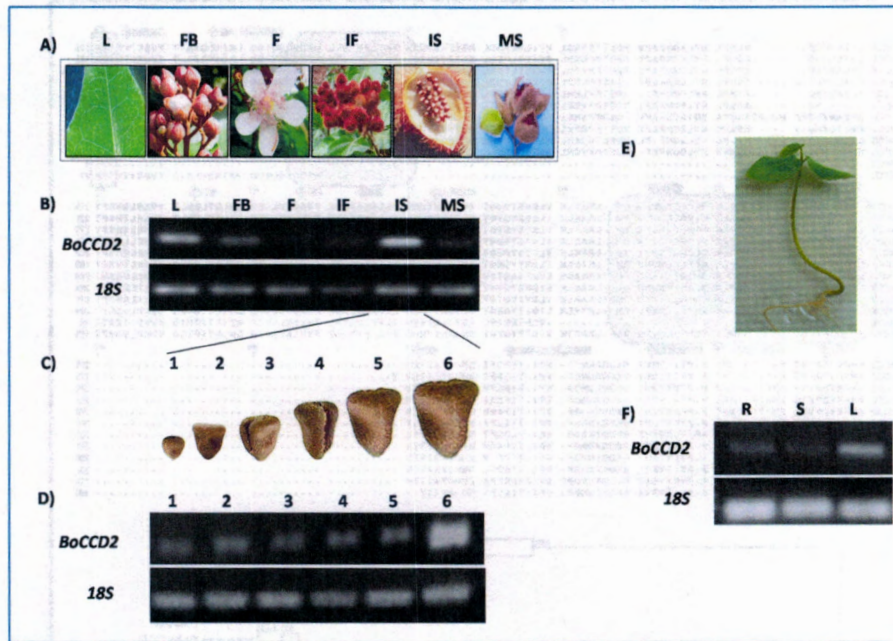 A) L FB F IF IS MS
E)
B) L FB F IF IS MS
BoCCD2
18S
C) 1 2 3 4 5 6
F) R S L
BoCCD2
18S
D) 1 2 3 4 5 6
BoCCD2
18S